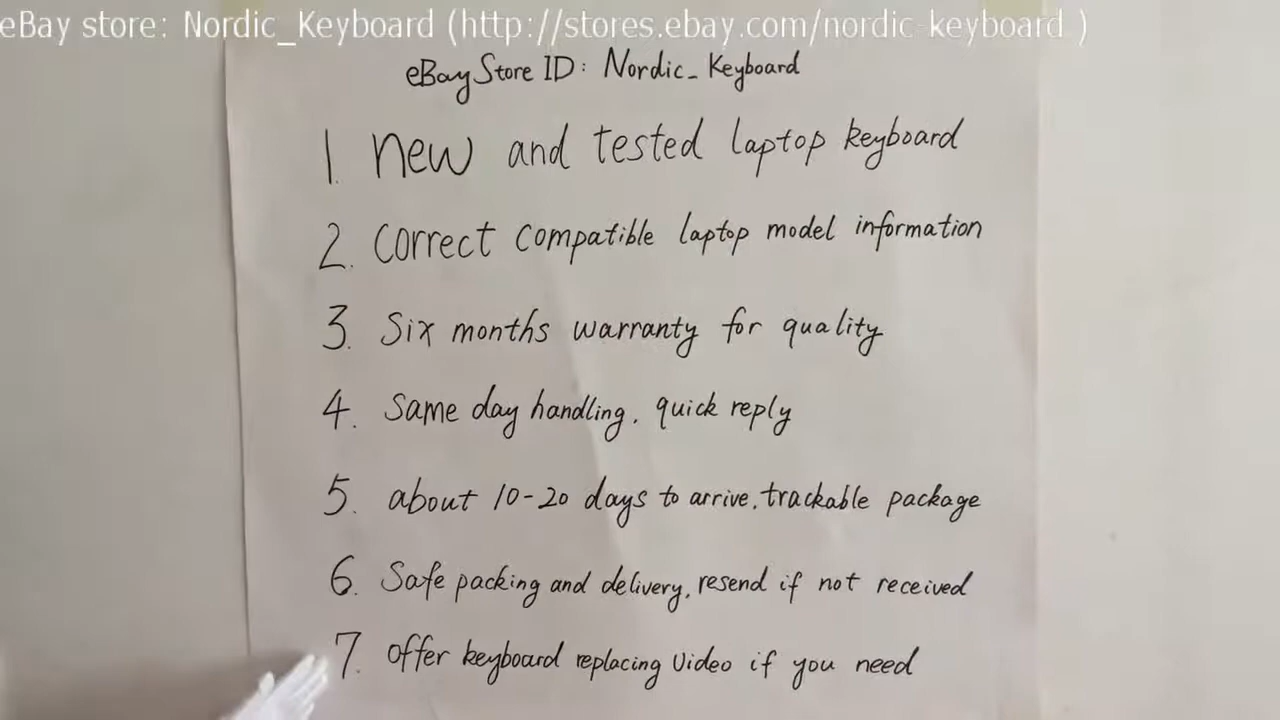 eBay store: Nordic_Keyboard (http://stores.ebay.com/nordic-keyboard )
eBay Store ID: Nordic_Keyboard
1. new and tested laptop keyboard
2. Correct compatible laptop model information
3. Six months warranty for quality
4. Same day handling. quick reply
5. about 10-20 days to arrive. trackable package
6. Safe packing and delivery. resend if not received
7. Offer keyboard replacing video if you need